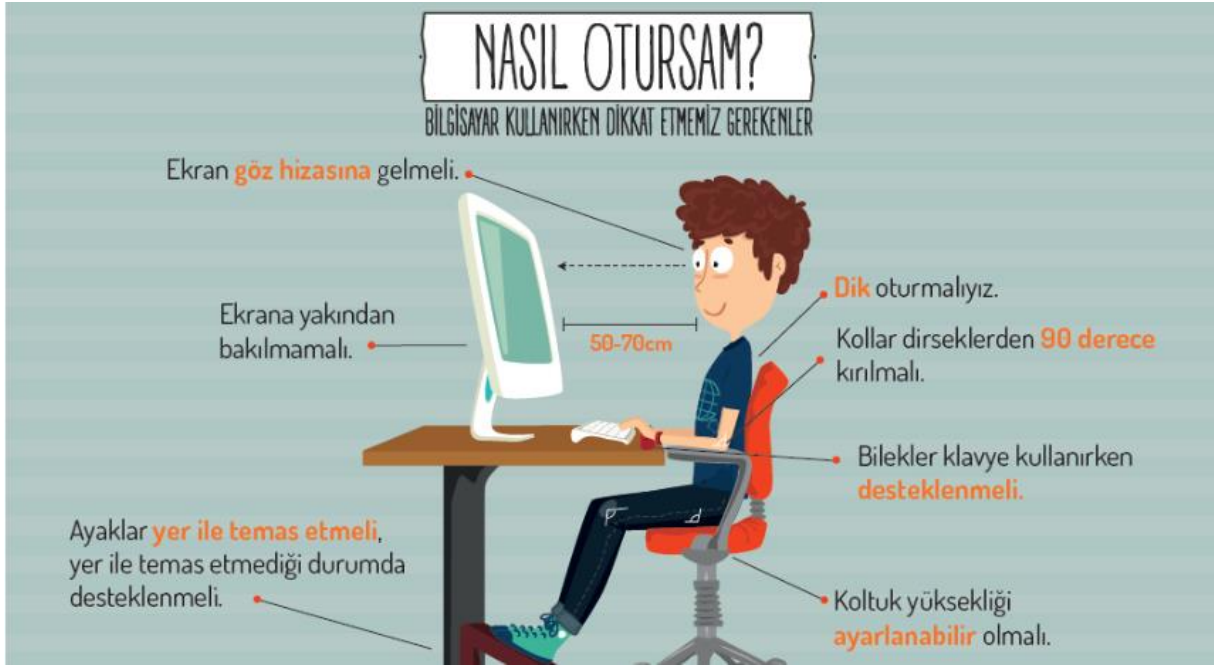 NASIL OTURSAM?
BİLGİSAYAR KULLANIRKEN DİKKAT ETMEMİZ GEREKENLER
Ekran göz hizasına gelmeli.
Dik oturmalıyız.
Ekrana yakından
bakılmamalı.
50-70cm
Kollar dirseklerden 90 derece
kırılmalı.
Bilekler klavye kullanırken
desteklenmeli.
Ayaklar yer ile temas etmeli,
yer ile temas etmediği durumda
desteklenmeli.
Koltuk yüksekliği
ayarlanabilir olmalı.